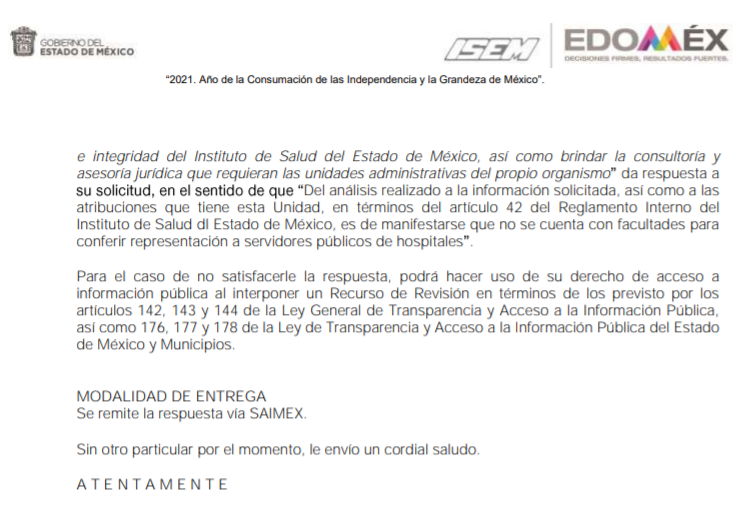 GOBIERNO DEL
ESTADO DE MÉXICO
ISEM
EDOMÉX
DECISIONES FIRMES, RESULTADOS FUERTES.
“2021. Año de la Consumación de las Independencia y la Grandeza de México”.
e integridad del Instituto de Salud del Estado de México, así como brindar la consultoría y
asesoría jurídica que requieran las unidades administrativas del propio organismo” da respuesta a
su solicitud, en el sentido de que “Del análisis realizado a la información solicitada, así como a las
atribuciones que tiene esta Unidad, en términos del artículo 42 del Reglamento Interno del
Instituto de Salud dl Estado de México, es de manifestarse que no se cuenta con facultades para
conferir representación a servidores públicos de hospitales”.
Para el caso de no satisfacerle la respuesta, podrá hacer uso de su derecho de acceso a
información pública al interponer un Recurso de Revisión en términos de los previsto por los
artículos 142, 143 y 144 de la Ley General de Transparencia y Acceso a la Información Pública,
así como 176, 177 y 178 de la Ley de Transparencia y Acceso a la Información Pública del Estado
de México y Municipios.
MODALIDAD DE ENTREGA
Se remite la respuesta vía SAIMEX.
Sin otro particular por el momento, le envío un cordial saludo.
A T E N T A M E N T E